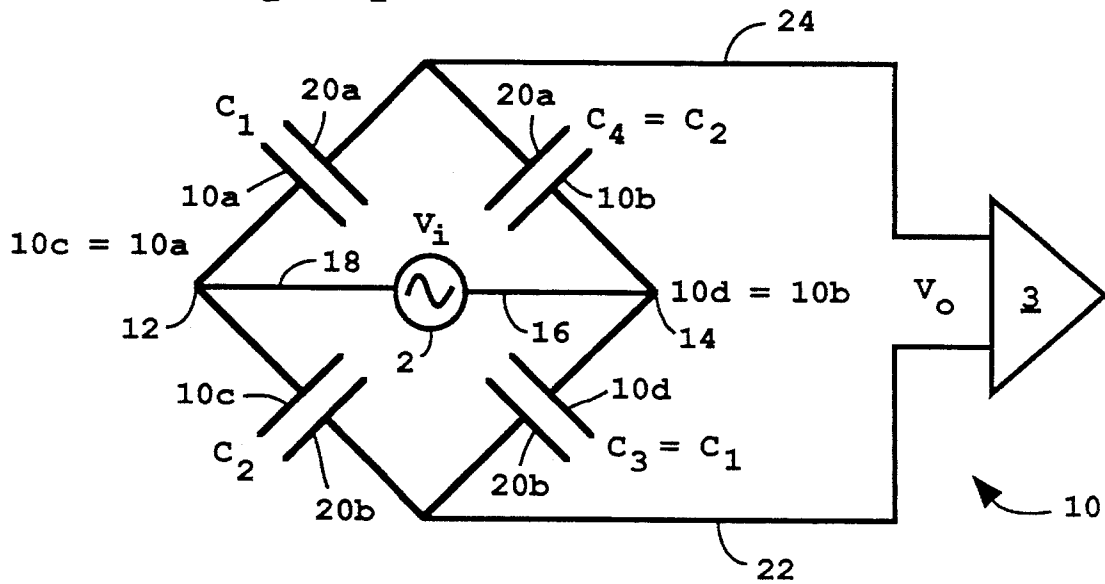 24
20a
20a
C1
C4 = C2
10a
10b
Vi
10c = 10a
18
10d = 10b
Vo
3
12
16
14
2
10c
10d
C2
C3 = C1
20b
20b
10
22